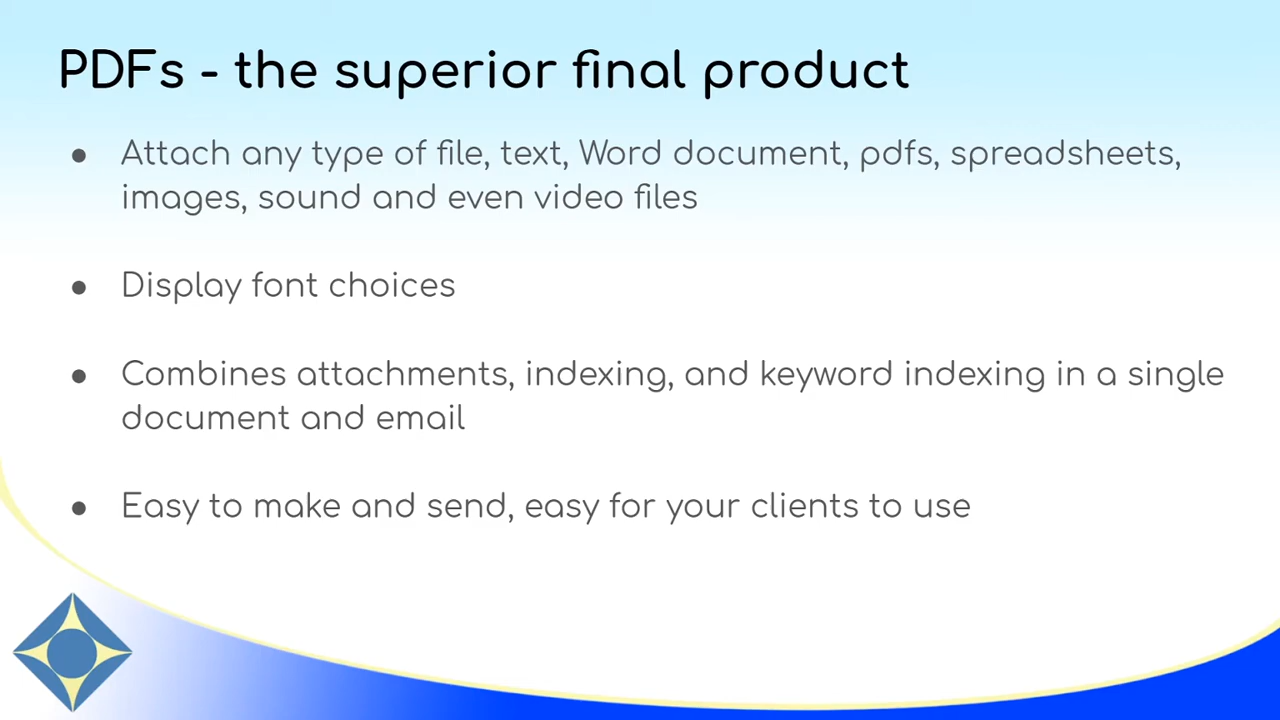 PDFs - the superior final product
● Attach any type of file, text, Word document, pdfs, spreadsheets,
images, sound and even video files
● Display font choices
● Combines attachments, indexing, and keyword indexing in a single
document and email
● Easy to make and send, easy for your clients to use